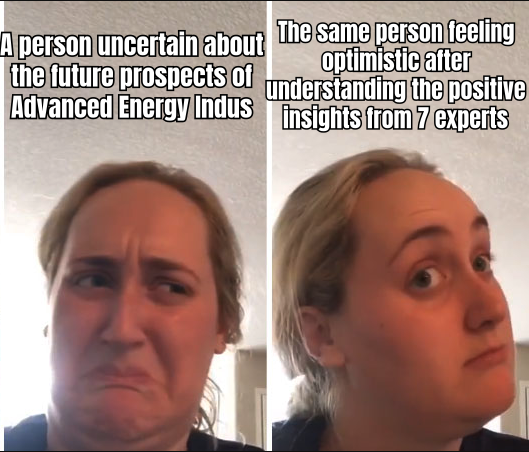 A person uncertain about
the future prospects of
Advanced Energy Indus
The same person feeling
optimistic after
understanding the positive
insights from 7 experts